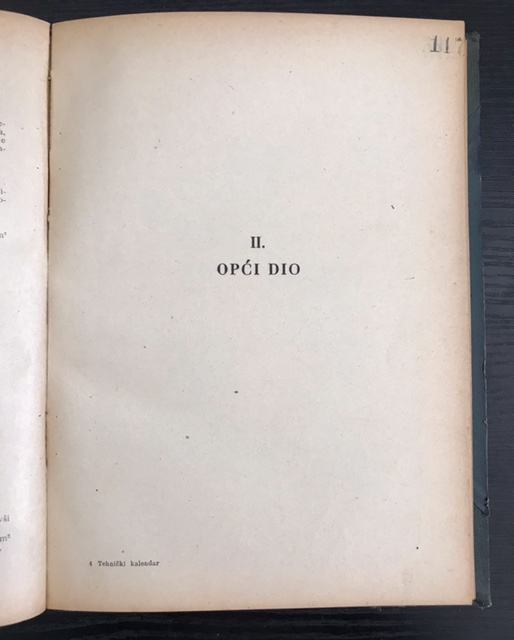 117
II.
OPĆI DIO
4 Tehnički kalendar